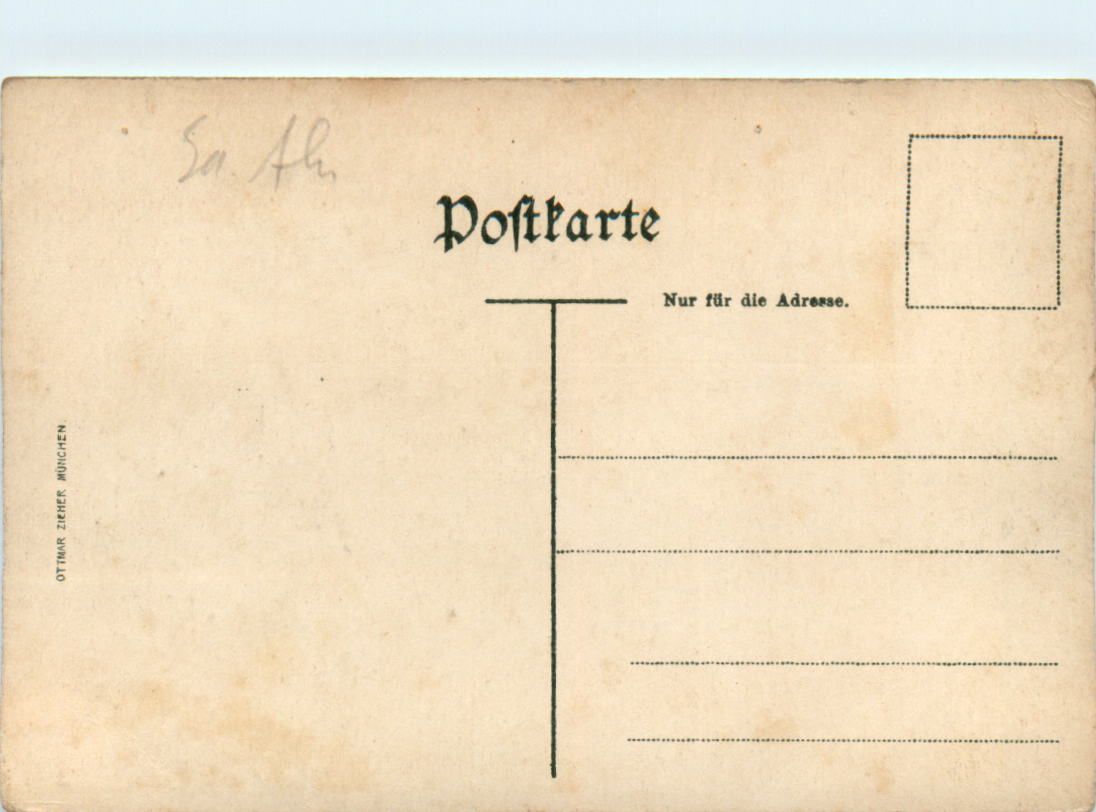 Poſtkarte
Nur für die Adresse.
OTTMAR ZIEHER MÜNCHEN.